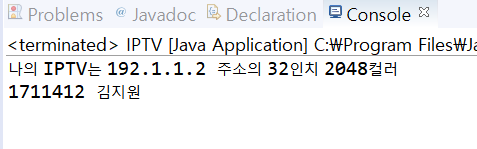 Problems @ Javadoc Declaration Console
<terminated> IPTV [Java Application] C:₩Program Files₩Ja
나의 IPTV는 192.1.1.2 주소의 32인치 2048컬러
1711412 김지원